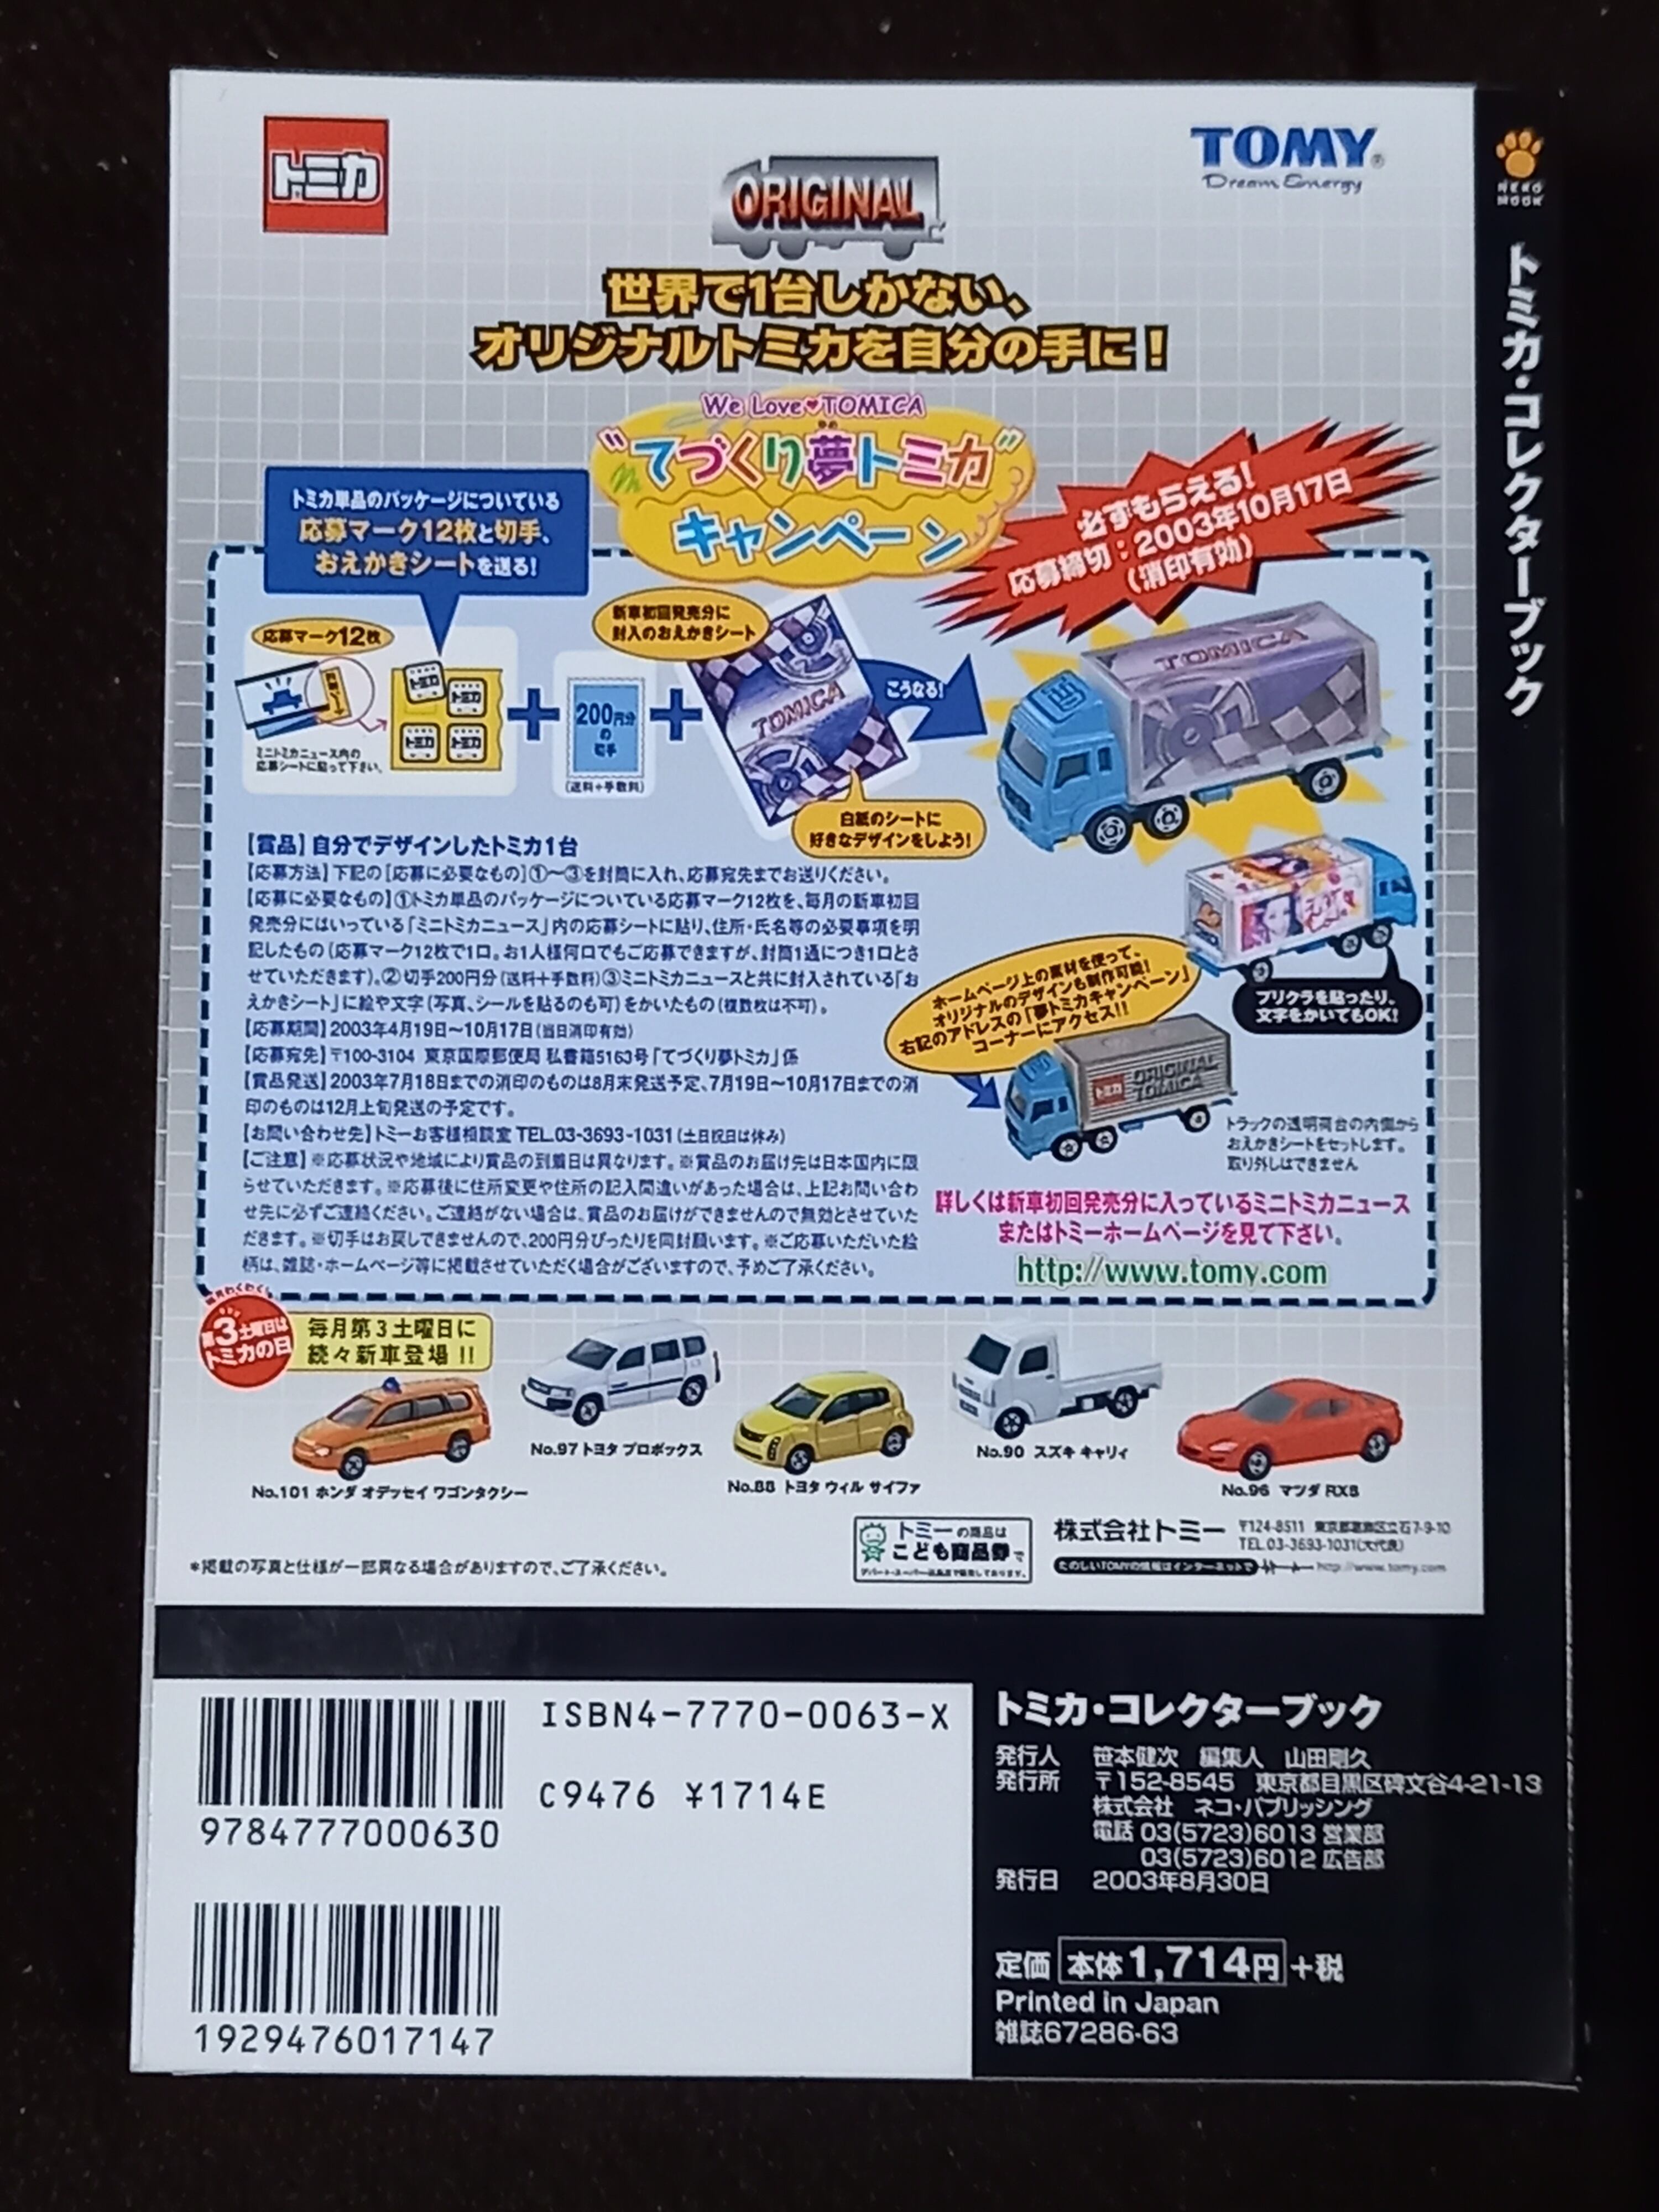 トミカ
ORIGINAL
TOMY
Dream Energy
NEKO
MOOK
トミカ・コレクターブック
世界で1台しかない、
オリジナルトミカを自分の手に！
We Love♥TOMICA
"てづくり夢トミカ"
ゆめ
キャンペーン
必ずもらえる!
応募締切：2003年10月17日
（消印有効）
トミカ単品のパッケージについている
応募マーク12枚と切手、
おえかきシートを送る!
応募マーク12枚
トミカ
トミカ
トミカ
トミカ
ミニトミカニュース内の
応募シートに貼って下さい。
200円分
の
切手
(送料+手数料)
新車初回発売分に
封入のおえかきシート
TOMICA
こうなる!
TOMICA
白紙のシートに
好きなデザインをしよう!
【賞品】自分でデザインしたトミカ1台
【応募方法】下記の[応募に必要なもの]①〜③を封筒に入れ、応募宛先までお送りください。
【応募に必要なもの】①トミカ単品のパッケージについている応募マーク12枚を、毎月の新車初回
発売分にはいっている「ミニトミカニュース」内の応募シートに貼り、住所・氏名等の必要事項を明
記したもの（応募マーク12枚で1口。お1人様何口でもご応募できますが、封筒1通につき1口とさ
せていただきます）。②切手200円分（送料+手数料）③ミニトミカニュースと共に封入されている「お
えかきシート」に絵や文字（写真、シールを貼るのも可）をかいたもの（複数枚は不可）。
【応募期間】2003年4月19日〜10月17日（当日消印有効）
【応募宛先】〒100-3104 東京国際郵便局 私書箱5163号「てづくり夢トミカ」係
【賞品発送】2003年7月18日までの消印のものは8月末発送予定、7月19日〜10月17日までの消
印のものは12月上旬発送の予定です。
【お問い合わせ先】トミーお客様相談室 TEL.03-3693-1031（土日祝日は休み）
【ご注意】※応募状況や地域により賞品の到着日は異なります。※賞品のお届け先は日本国内に限
らせていただきます。※応募後に住所変更や住所の記入間違いがあった場合は、上記お問い合わ
せ先に必ずご連絡ください。ご連絡がない場合は、賞品のお届けができませんので無効とさせていた
だきます。※切手はお戻しできませんので、200円分ぴったりを同封願います。※ご応募いただいた絵
柄は、雑誌・ホームページ等に掲載させていただく場合がございますので、予めご了承ください。
プリクラを貼ったり、
文字をかいてもOK!
ホームページ上の素材を使って、
オリジナルのデザインも制作可能!
右記のアドレスの「夢トミカキャンペーン」
コーナーにアクセス!!
トミカ ORIGINAL
TOMICA
トラックの透明荷台の内側から
おえかきシートをセットします。
取り外しはできません
詳しくは新車初回発売分に入っているミニトミカニュース
またはトミーホームページを見て下さい。
http://www.tomy.com
毎月わくわく!
第3土曜日は
トミカの日
毎月第3土曜日に
続々新車登場!!
No.101 ホンダ オデッセイ ワゴンタクシー
No.97 トヨタ プロボックス
No.88 トヨタ ウィル サイファ
No.90 スズキ キャリイ
No.96 マツダ RX8
*掲載の写真と仕様が一部異なる場合がありますので、ご了承ください。
トミーの商品は
こども商品券で
株式会社トミー
〒124-8511 東京都葛飾区立石7-9-10
TEL.03-3693-1031(大代表)
たのしいTOMYの情報はインターネットで
http://www.tomy.com
ISBN4-7770-0063-X
C9476 ¥1714E
9784777000630
1929476017147
トミカ・コレクターブック
発行人 笹本健次 編集人 山田剛久
発行所 〒152-8545 東京都目黒区碑文谷4-21-13
株式会社 ネコ・パブリッシング
電話 03(5723)6013 営業部
03(5723)6012 広告部
発行日 2003年8月30日
定価 本体1,714円+税
Printed in Japan
雑誌67286-63